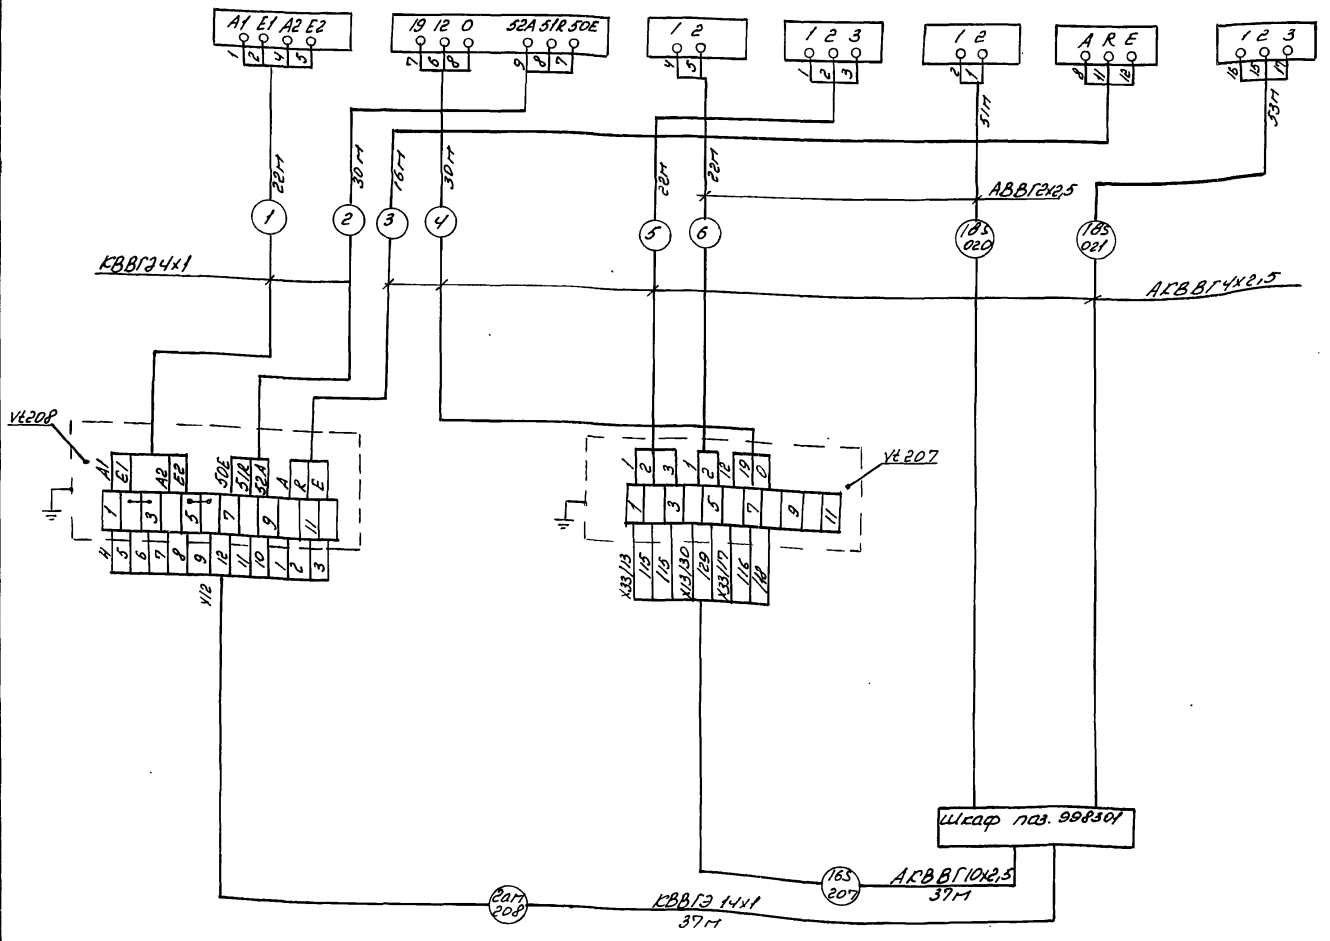 A1 E1 A2 E2
19 12 0 52A 51R 50E
1 2
1 2 3
1 2
A R E
1 2 3
1 2 4 5
7 6 8 9 8 7
4 5
1 2 3
2 1
8 11 12
16 15 17
22м
30м
16м
30м
22м
22м
51м
53м
АВВГ2х2,5
1
2
3
4
5
6
185
020
185
021
КВВГЭ4х1
АКВВГ4х2,5
Vt208
Vt207
A1 E1 A2 E2 50E 51R 52A A R E
1 3 5 7 9 11
4 5 6 7 8 9 12 11 10 1 2 3
X12
1 2 3 1 2 12 19 0
1 3 5 7 9 11
X33/13 115 115 X13/30 129 X33/17 116 118
Шкаф поз. 998301
165
207
АКВВГ10х2,5
37м
2ам
208
КВВГЭ 14х1
37м